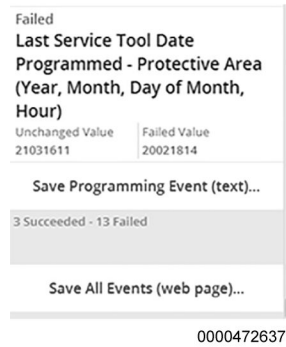 Failed
Last Service Tool Date
Programmed - Protective Area
(Year, Month, Day of Month,
Hour)
Unchanged Value Failed Value
21031611 20021814
Save Programming Event (text)...
3 Succeeded - 13 Failed
Save All Events (web page)...
0000472637